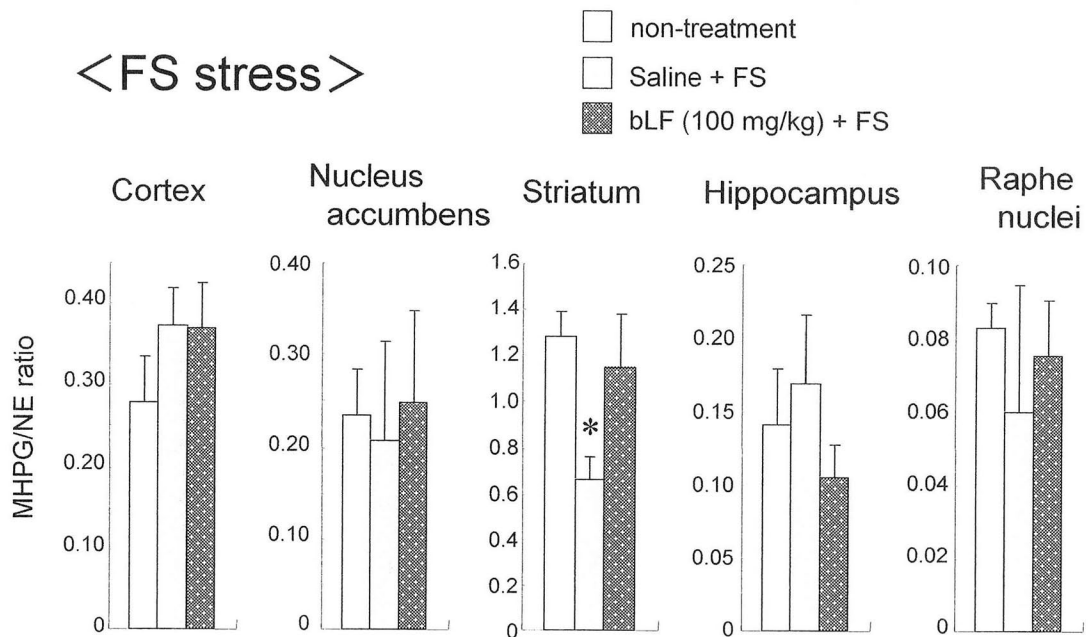 <FS stress>
non-treatment
Saline + FS
bLF (100 mg/kg) + FS
Cortex
Nucleus
accumbens
Striatum
Hippocampus
Raphe
nuclei
MHPG/NE ratio
0.40
0.30
0.20
0.10
0
0.40
0.30
0.20
0.10
0
1.6
1.4
1.2
1.0
0.8
0.6
0.4
0.2
0
*
0.25
0.20
0.15
0.10
0.05
0
0.10
0.08
0.06
0.04
0.02
0